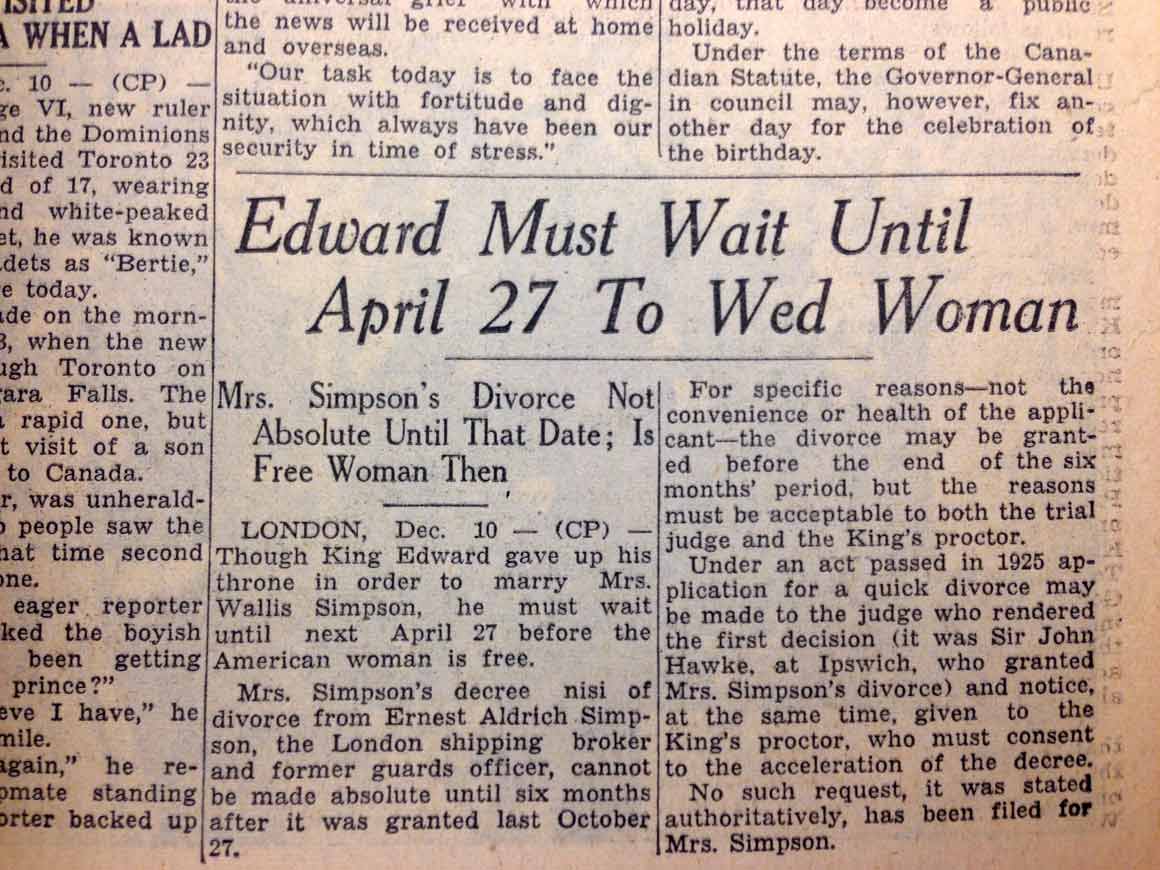 WHEN A LAD
10 — (CP) —
VI, new ruler
the Dominions
Toronto 23
of 17, wearing
white-peaked
he was known
as “Bertie,”
today.
on the morn-
when the new
Toronto on
Falls. The
rapid one, but
visit of a son
to Canada.
was unherald-
people saw the
time second
eager reporter
the boyish
been getting
prince?”
I have,” he
again,” he re-
standing
backed up
the universal grief with which
the news will be received at home
and overseas.
“Our task today is to face the
situation with fortitude and dig-
nity, which always have been our
security in time of stress.”
day, that day become a public
holiday.
Under the terms of the Cana-
dian Statute, the Governor-General
in council may, however, fix an-
other day for the celebration of
the birthday.
Edward Must Wait Until
April 27 To Wed Woman
Mrs. Simpson’s Divorce Not
Absolute Until That Date; Is
Free Woman Then
LONDON, Dec. 10 — (CP) —
Though King Edward gave up his
throne in order to marry Mrs.
Wallis Simpson, he must wait
until next April 27 before the
American woman is free.
Mrs. Simpson’s decree nisi of
divorce from Ernest Aldrich Simp-
son, the London shipping broker
and former guards officer, cannot
be made absolute until six months
after it was granted last October
27.
For specific reasons—not the
convenience or health of the appli-
cant—the divorce may be grant-
ed before the end of the six
months’ period, but the reasons
must be acceptable to both the trial
judge and the King’s proctor.
Under an act passed in 1925 ap-
plication for a quick divorce may
be made to the judge who rendered
the first decision (it was Sir John
Hawke, at Ipswich, who granted
Mrs. Simpson’s divorce) and notice,
at the same time, given to the
King’s proctor, who must consent
to the acceleration of the decree.
No such request, it was stated
authoritatively, has been filed for
Mrs. Simpson.